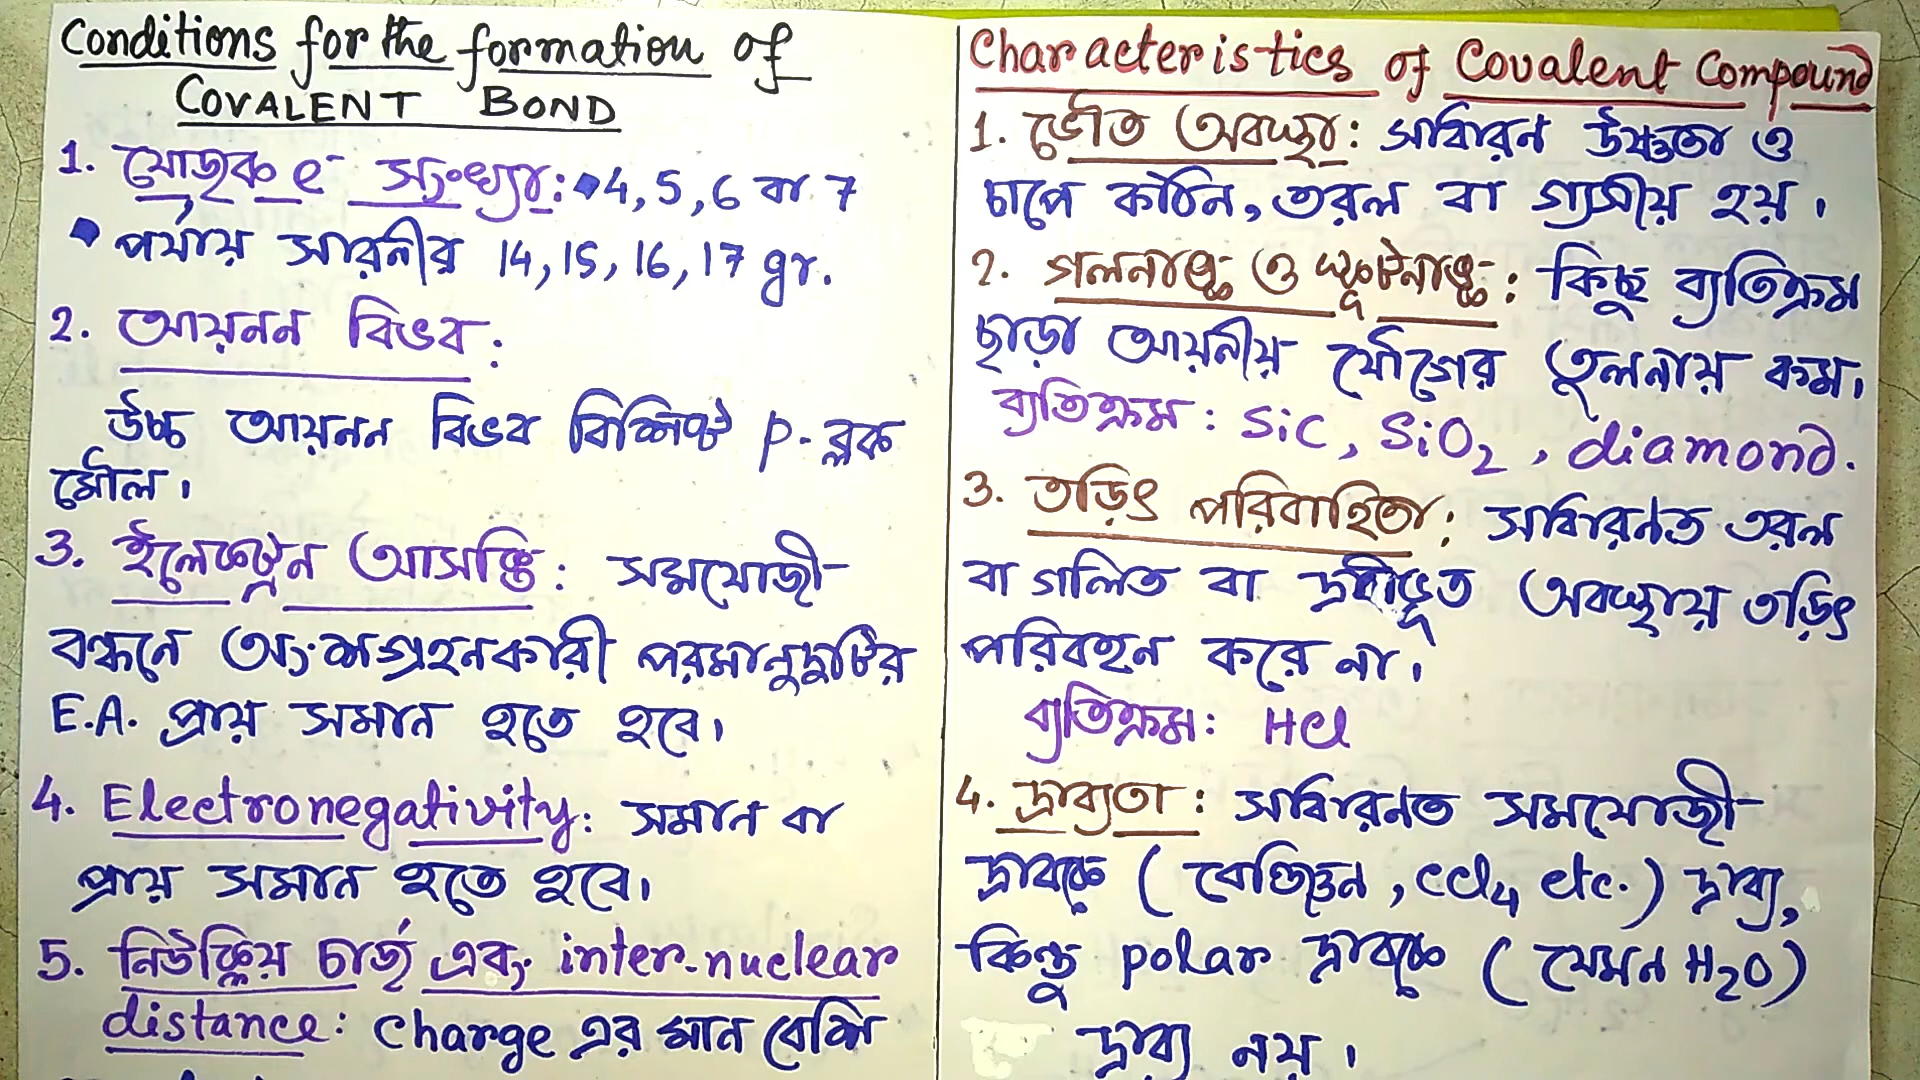 Conditions for the formation of
COVALENT BOND
1. যোজক e⁻ সংখ্যা: 4, 5, 6 বা 7
পর্যায় সারনীর 14, 15, 16, 17 gr.
2. আয়নন বিভব:
উচ্চ আয়নন বিভব বিশিষ্ট p-ব্লক
মৌল।
3. ইলেকট্রন আসক্তি: সমযোজী
বন্ধনে অংশগ্রহনকারী পরমানুদুটির
E.A. প্রায় সমান হতে হবে।
4. Electronegativity: সমান বা
প্রায় সমান হতে হবে।
5. নিউক্লিয় চার্জ এবং inter-nuclear
distance: charge এর মান বেশি
Characteristics of Covalent Compound
1. ভৌত অবস্থা: সাধারন উষ্ণতা ও
চাপে কঠিন, তরল বা গ্যসীয় হয়।
2. গলনাঙ্ক ও স্ফূটনাঙ্ক: কিছু ব্যতিক্রম
ছাড়া আয়নীয় যৌগের তুলনায় কম।
ব্যতিক্রম: SiC, SiO₂, diamond.
3. তড়িৎ পরিবাহিতা: সাধারনত তরল
বা গলিত বা দ্রবীভূত অবস্থায় তড়িৎ
পরিবহন করে না।
ব্যতিক্রম: HCl
4. দ্রাব্যতা: সাধারনত সমযোজী
দ্রাবকে (বেঞ্জিন, CCl₄ etc.) দ্রাব্য,
কিন্তু polar দ্রাবকে (যেমন H₂O)
দ্রাব্য নয়।